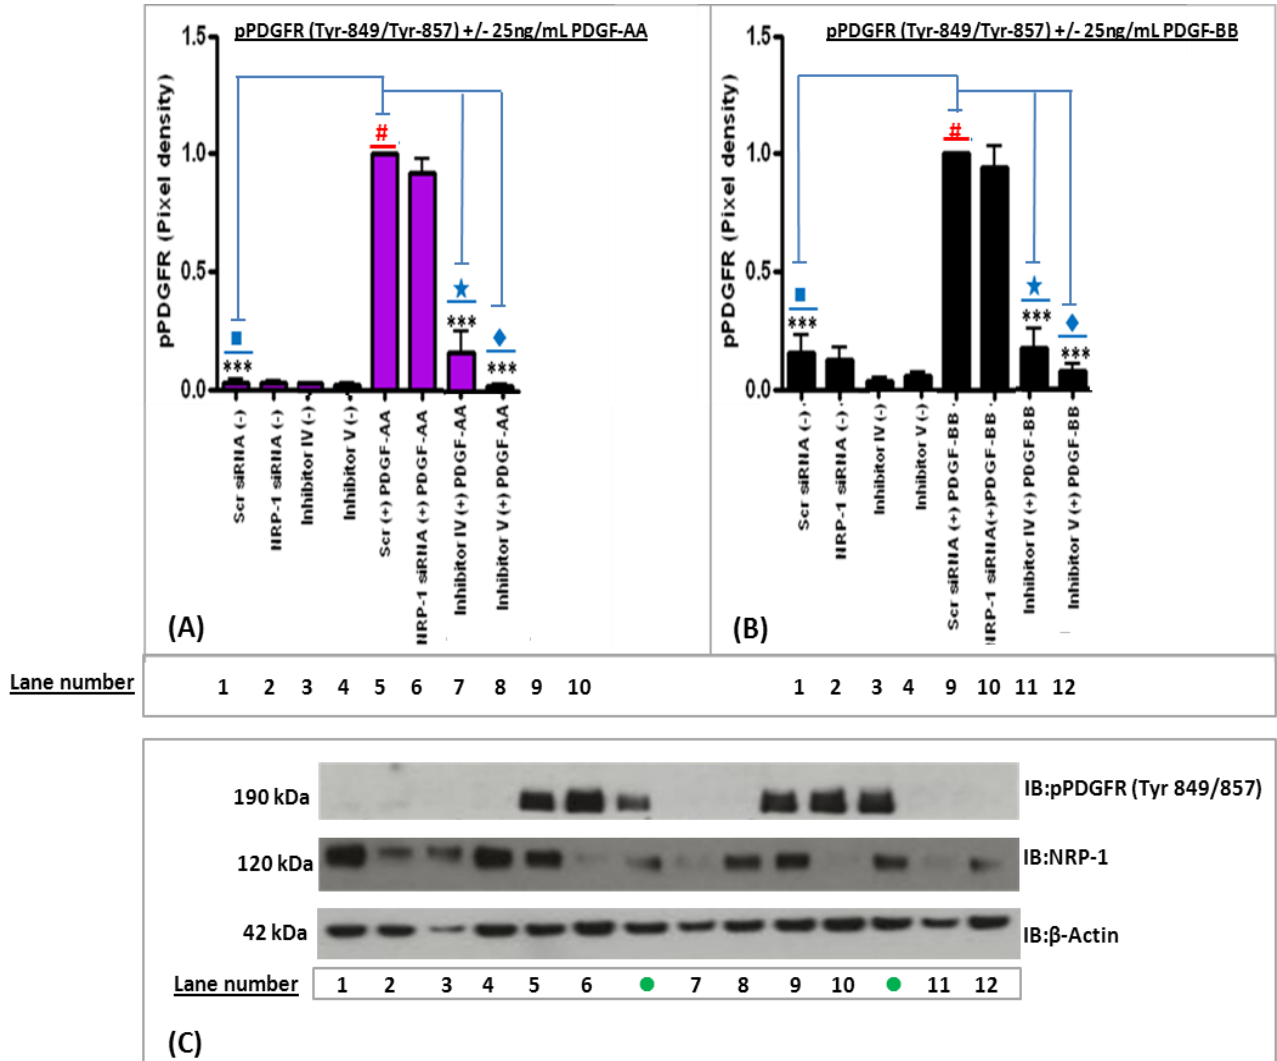 pPDGFR (Tyr-849/Tyr-857) +/- 25ng/mL PDGF-AA
pPDGFR (Pixel density)
1.5
1.0
0.5
0.0
#
***
***
***
Scr siRNA (-)
NRP-1 siRNA (-)
Inhibitor IV (-)
Inhibitor V (-)
Scr (+) PDGF-AA
NRP-1 siRNA (+) PDGF-AA
Inhibitor IV (+) PDGF-AA
Inhibitor V (+) PDGF-AA
(A)
pPDGFR (Tyr-849/Tyr-857) +/- 25ng/mL PDGF-BB
pPDGFR (Pixel density)
1.5
1.0
0.5
0.0
#
***
***
***
Scr siRNA (-)
NRP-1 siRNA (-)
Inhibitor IV (-)
Inhibitor V (-)
Scr siRNA (+) PDGF-BB
NRP-1 siRNA(+)PDGF-BB
Inhibitor IV (+) PDGF-BB
Inhibitor V (+) PDGF-BB
(B)
Lane number 1 2 3 4 5 6 7 8 9 10 1 2 3 4 9 10 11 12
190 kDa IB:pPDGFR (Tyr 849/857)
120 kDa IB:NRP-1
42 kDa IB:β-Actin
Lane number 1 2 3 4 5 6 7 8 9 10 11 12
(C)